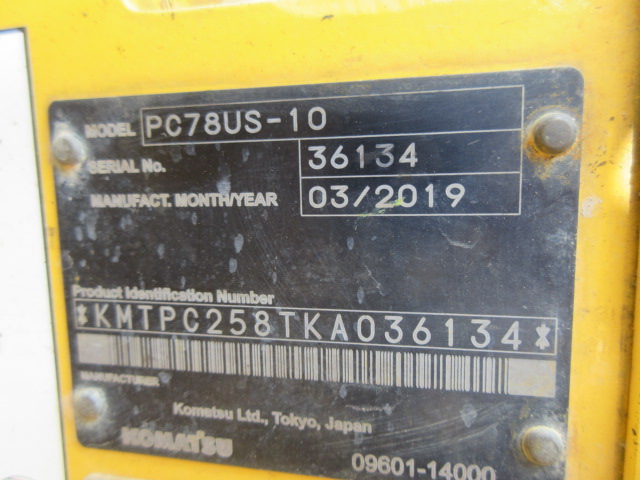 MODEL PC78US-10
SERIAL No. 36134
MANUFACT. MONTH/YEAR 03/2019
Product Identification Number
*KMTPC258TKA036134*
MANUFACTURER
Komatsu Ltd., Tokyo, Japan
KOMATSU
09601-14000